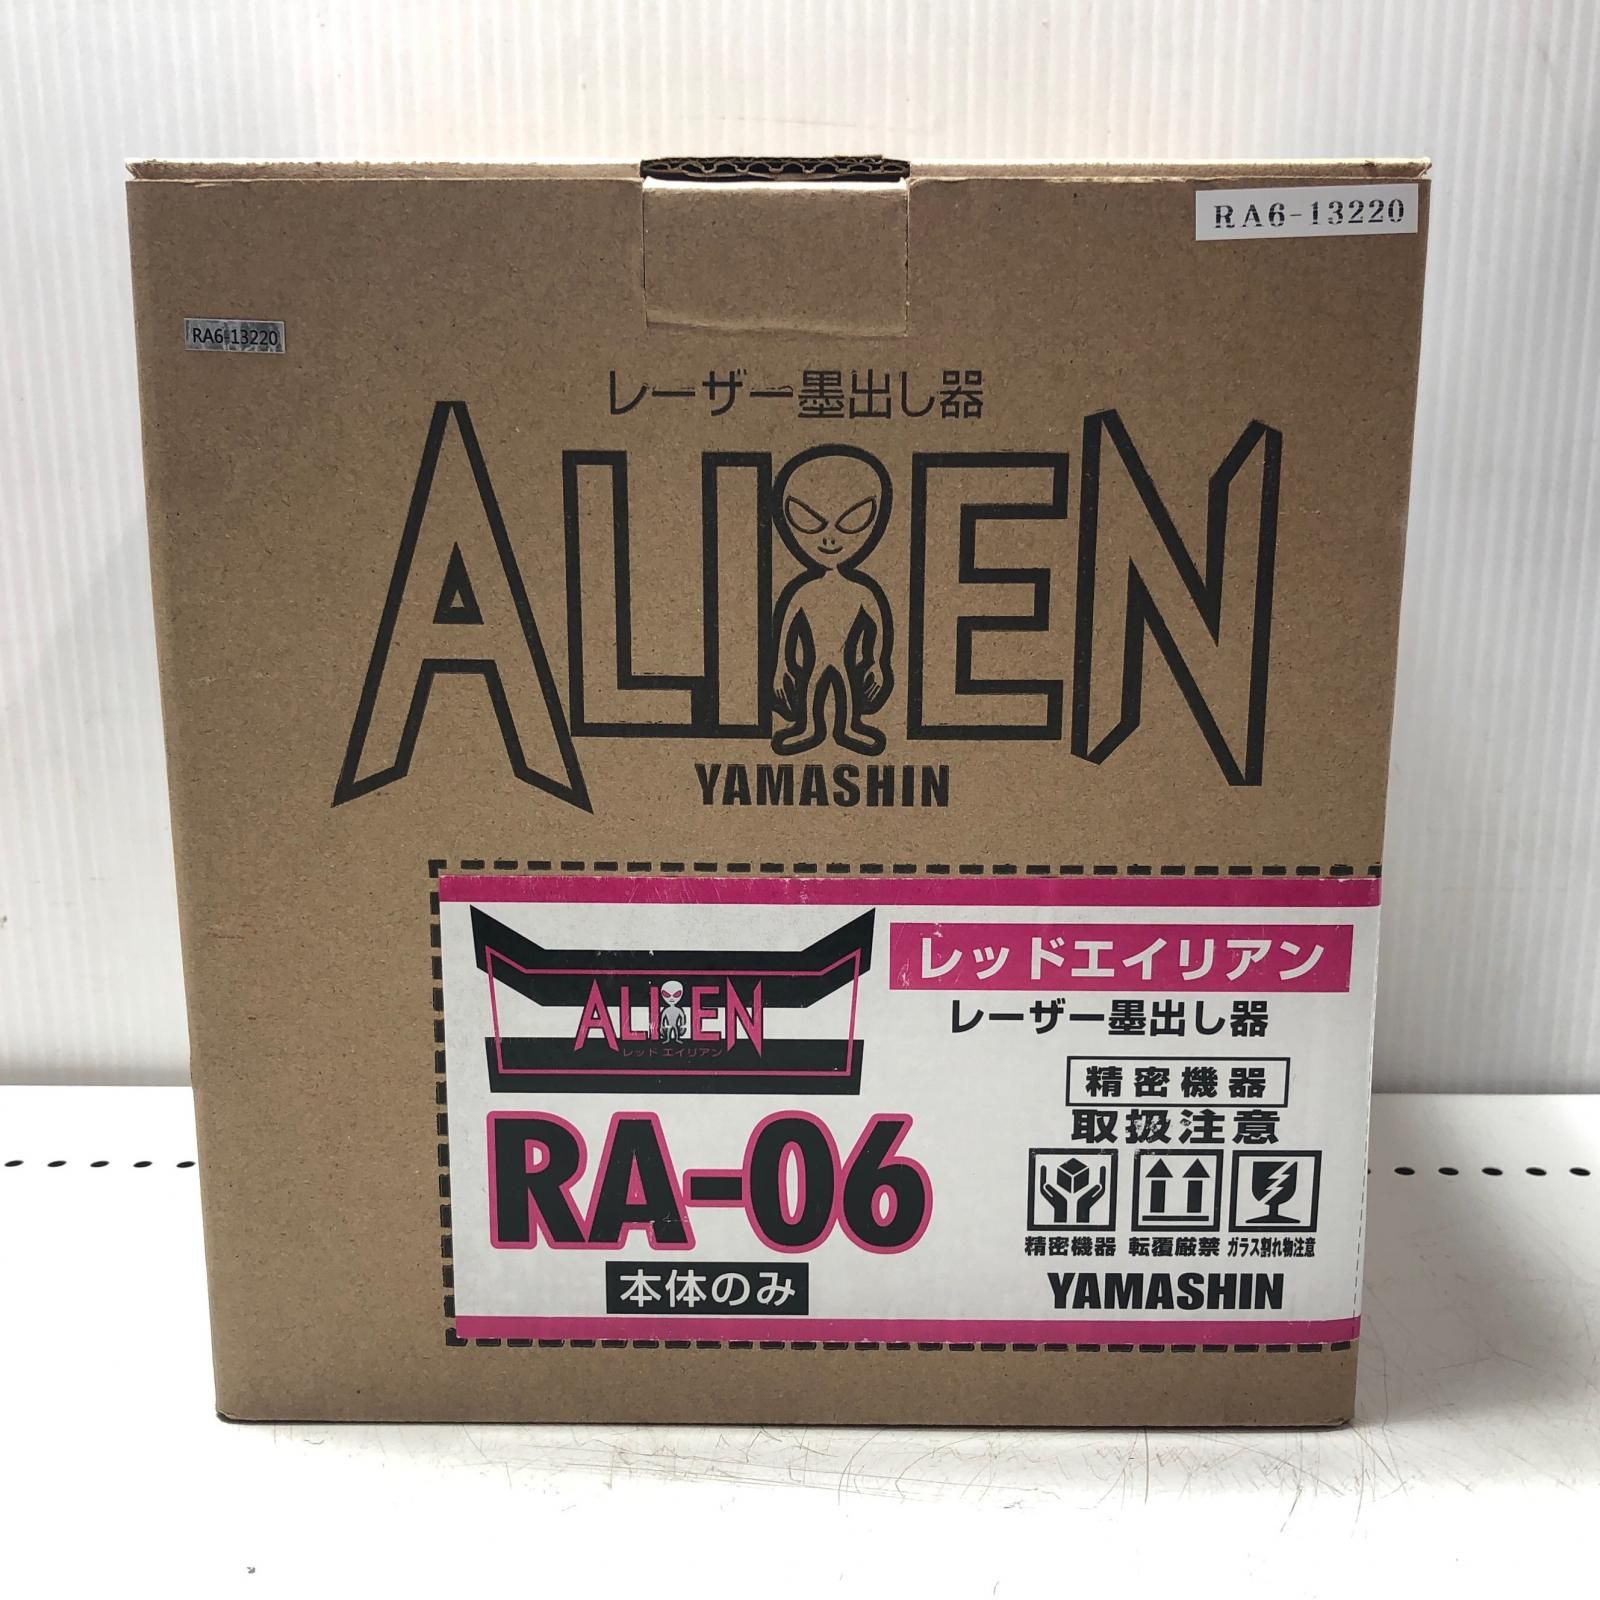 RA6-13220
RA6-13220
レーザー墨出し器
ALIEN
YAMASHIN
ALIEN
レッド エイリアン
レッドエイリアン
レーザー墨出し器
RA-06
本体のみ
精密機器
取扱注意
精密機器 転覆厳禁 ガラス割れ物注意
YAMASHIN